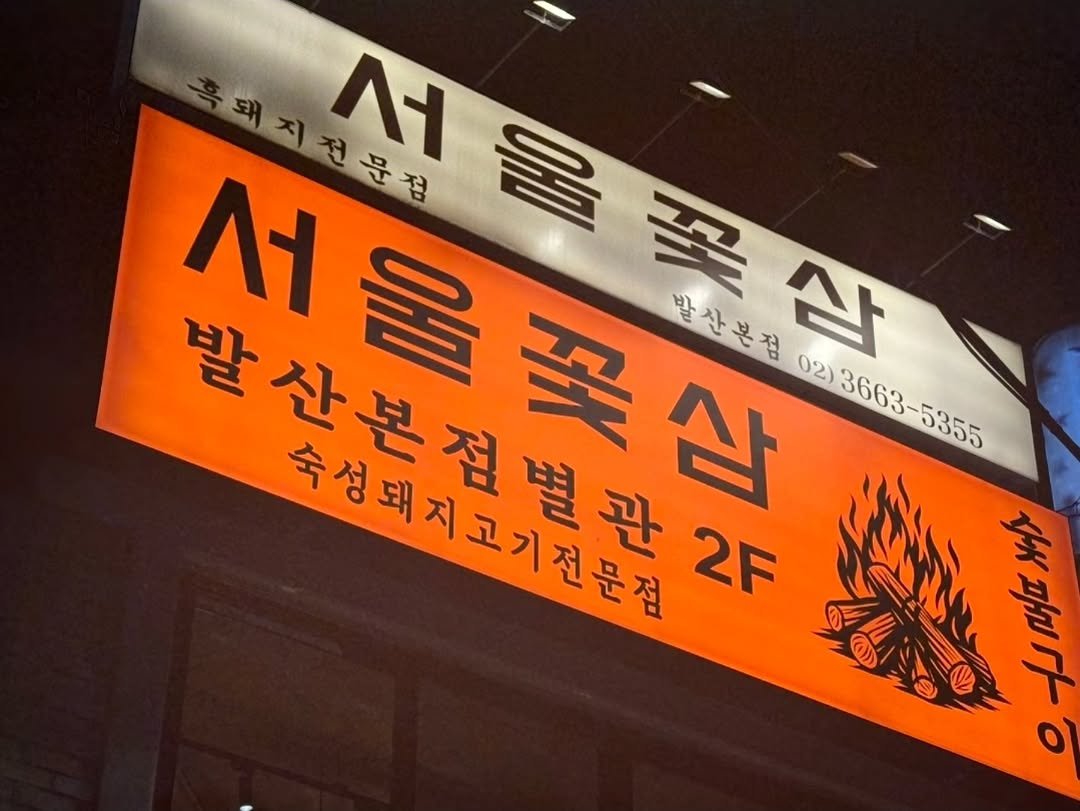 서울꽃삼
흑돼지전문점
발산본점 02) 3663-5355
서울꽃삼
발산본점별관 2F
숙성돼지고기전문점
숯불구이